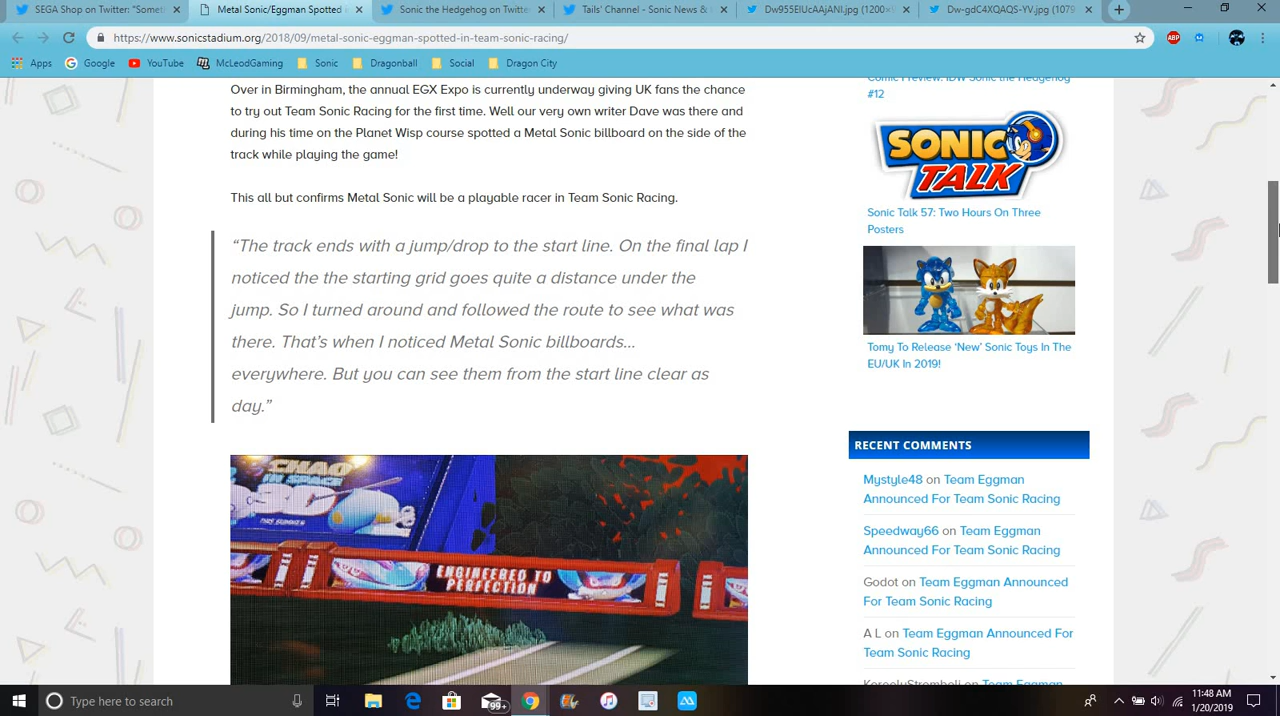 SEGA Shop on Twitter: "Someti
Metal Sonic/Eggman Spotted in
Sonic the Hedgehog on Twitter
Tails' Channel - Sonic News &
Dw955EIUcAAjANI.jpg (1200×
Dw-gdC4XQAQS-YV.jpg (1079
https://www.sonicstadium.org/2018/09/metal-sonic-eggman-spotted-in-team-sonic-racing/
ABP
Apps Google YouTube McLeodGaming Sonic Dragonball Social Dragon City
Over in Birmingham, the annual EGX Expo is currently underway giving UK fans the chance
to try out Team Sonic Racing for the first time. Well our very own writer Dave was there and
during his time on the Planet Wisp course spotted a Metal Sonic billboard on the side of the
track while playing the game!
This all but confirms Metal Sonic will be a playable racer in Team Sonic Racing.
“The track ends with a jump/drop to the start line. On the final lap I
noticed the the starting grid goes quite a distance under the
jump. So I turned around and followed the route to see what was
there. That’s when I noticed Metal Sonic billboards…
everywhere. But you can see them from the start line clear as
day.”
CHAO
ENGINEERED TO
PERFECTION
Comic Preview: IDW Sonic the Hedgehog
#12
SONIC
TALK
Sonic Talk 57: Two Hours On Three
Posters
Tomy To Release ‘New’ Sonic Toys In The
EU/UK In 2019!
RECENT COMMENTS
Mystyle48 on Team Eggman
Announced For Team Sonic Racing
Speedway66 on Team Eggman
Announced For Team Sonic Racing
Godot on Team Eggman Announced
For Team Sonic Racing
A L on Team Eggman Announced For
Team Sonic Racing
KoreelyStromboli on Team Eggman
Type here to search
99+
11:48 AM
1/20/2019